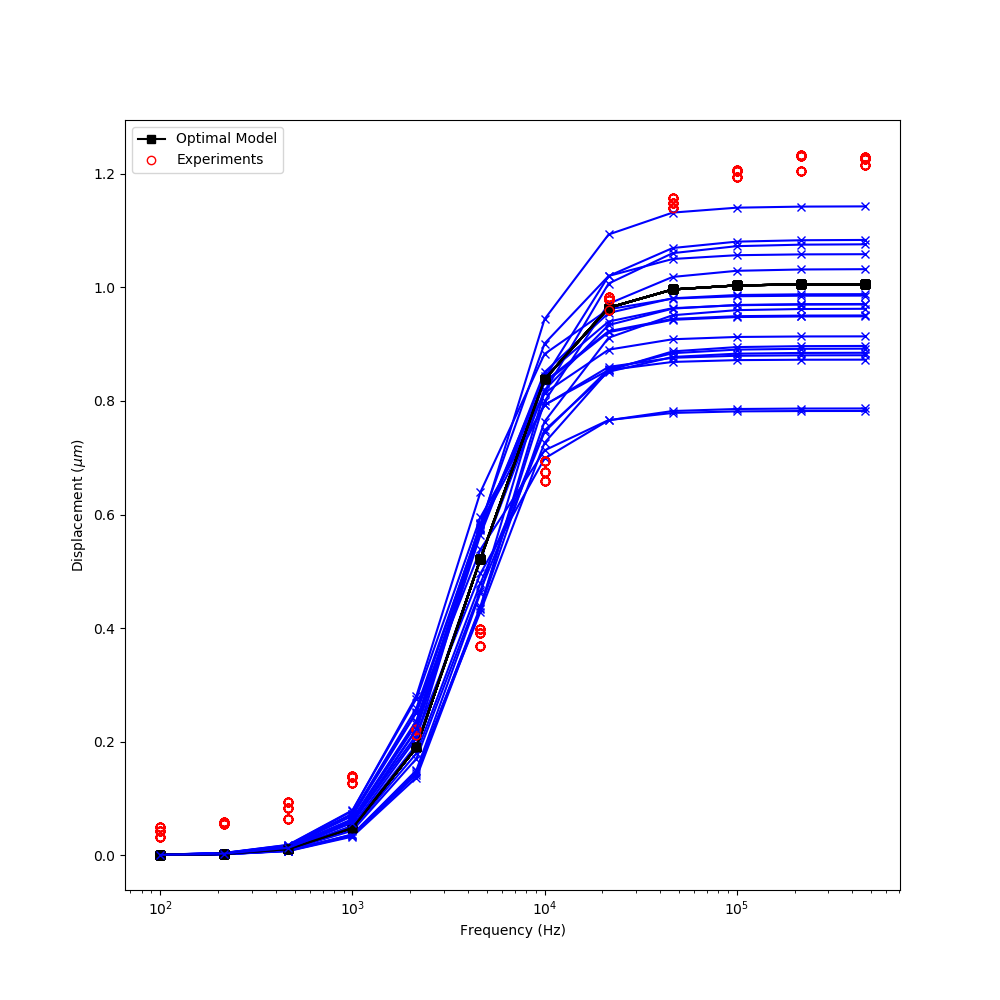 Optimal Model
Experiments
1.2
1.0
0.8
0.6
0.4
0.2
0.0
Displacement (μm)
10² 10³ 10⁴ 10⁵
Frequency (Hz)